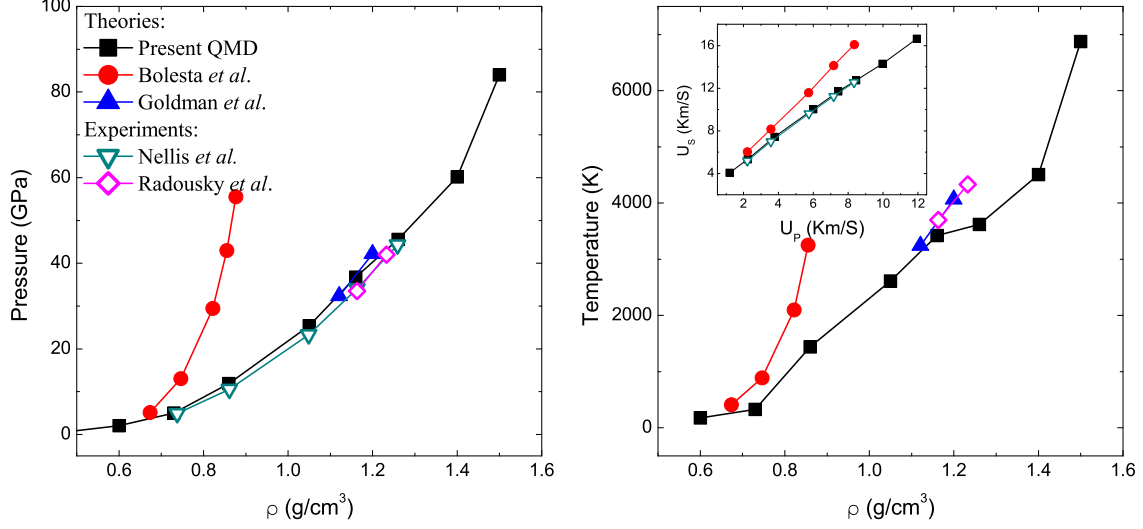 100
80
60
40
20
0
Pressure (GPa)
Theories:
Present QMD
Bolesta et al.
Goldman et al.
Experiments:
Nellis et al.
Radousky et al.
0.6 0.8 1.0 1.2 1.4 1.6
ρ (g/cm³)
6000
4000
2000
0
Temperature (K)
16
12
8
4
U_S (Km/S)
2 4 6 8 10 12
U_P (Km/S)
0.6 0.8 1.0 1.2 1.4 1.6
ρ (g/cm³)